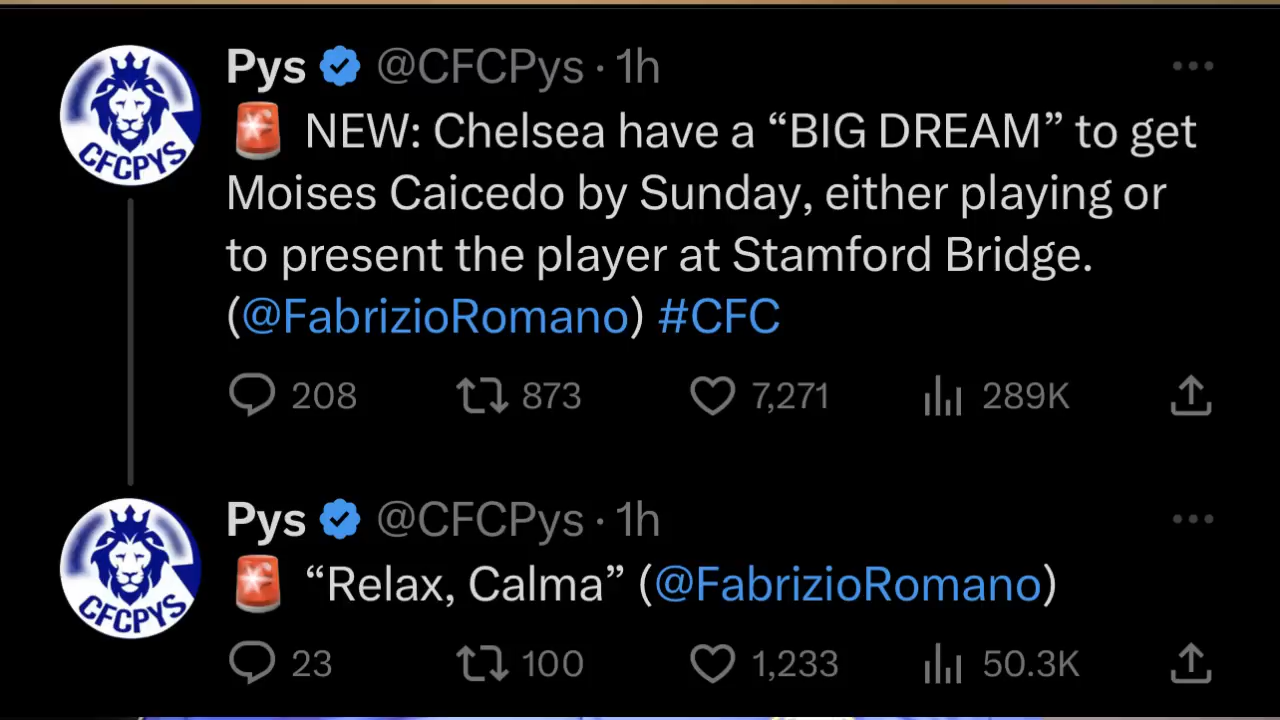 Pys @CFCPys · 1h
🚨 NEW: Chelsea have a “BIG DREAM” to get
Moises Caicedo by Sunday, either playing or
to present the player at Stamford Bridge.
(@FabrizioRomano) #CFC
208 873 7,271 289K
CFCPYS
Pys @CFCPys · 1h
🚨 “Relax, Calma” (@FabrizioRomano)
23 100 1,233 50.3K
CFCPYS